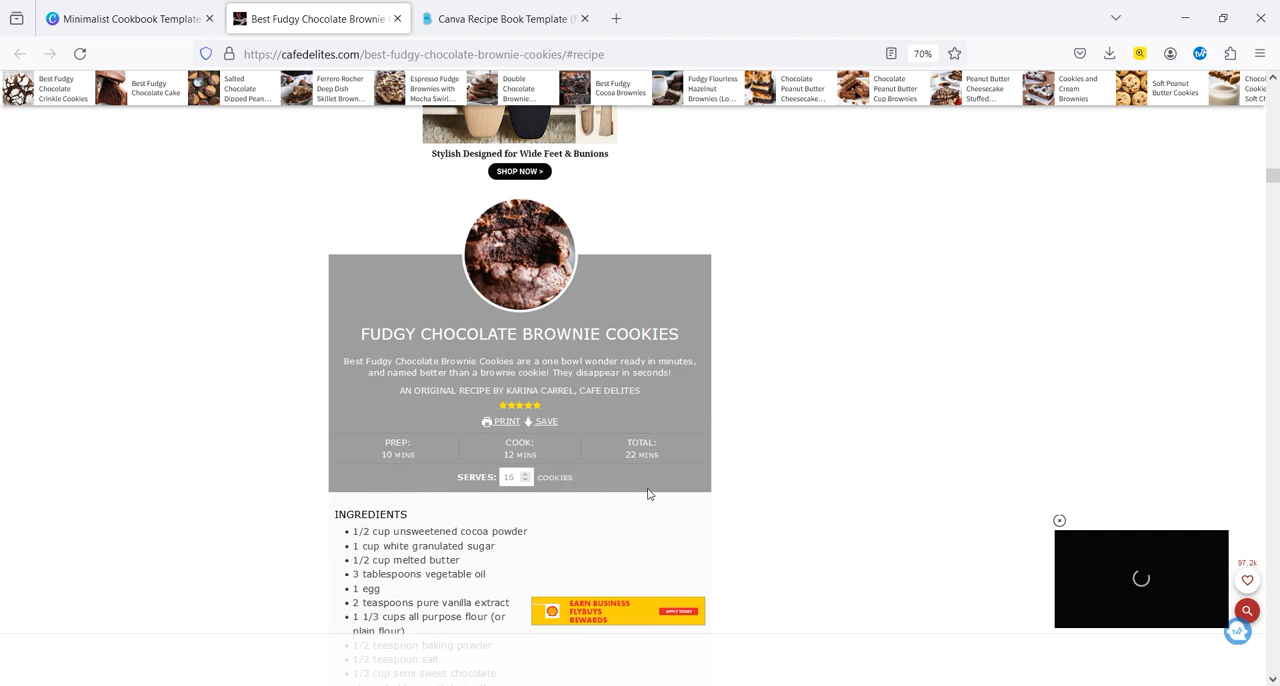 Minimalist Cookbook Template
Best Fudgy Chocolate Brownie
Canva Recipe Book Template (
https://cafedelites.com/best-fudgy-chocolate-brownie-cookies/#recipe
70%
Best Fudgy
Chocolate
Crinkle Cookies
Best Fudgy
Chocolate Cake
Salted
Chocolate
Dipped Pean...
Ferrero Rocher
Deep Dish
Skillet Brown...
Espresso Fudge
Brownies with
Mocha Swirl...
Double
Chocolate
Brownie...
Best Fudgy
Cocoa Brownies
Fudgy Flourless
Hazelnut
Brownies (Lo...
Chocolate
Peanut Butter
Cheesecake...
Chocolate
Peanut Butter
Cup Brownies
Peanut Butter
Cheesecake
Stuffed...
Cookies and
Cream
Brownies
Soft Peanut
Butter Cookies
Choco
Cookie
Soft Ch
Stylish Designed for Wide Feet & Bunions
SHOP NOW >
FUDGY CHOCOLATE BROWNIE COOKIES
Best Fudgy Chocolate Brownie Cookies are a one bowl wonder ready in minutes,
and named better than a brownie cookie! They disappear in seconds!
AN ORIGINAL RECIPE BY KARINA CARREL, CAFE DELITES
PRINT SAVE
PREP: COOK: TOTAL:
10 MINS 12 MINS 22 MINS
SERVES: 16 COOKIES
INGREDIENTS
• 1/2 cup unsweetened cocoa powder
• 1 cup white granulated sugar
• 1/2 cup melted butter
• 3 tablespoons vegetable oil
• 1 egg
• 2 teaspoons pure vanilla extract
• 1 1/3 cups all purpose flour (or
plain flour)
• 1/2 teaspoon baking powder
• 1/2 teaspoon salt
• 1/3 cup semi sweet chocolate
EARN BUSINESS
FLYBUYS
REWARDS
APPLY TODAY
97.2k